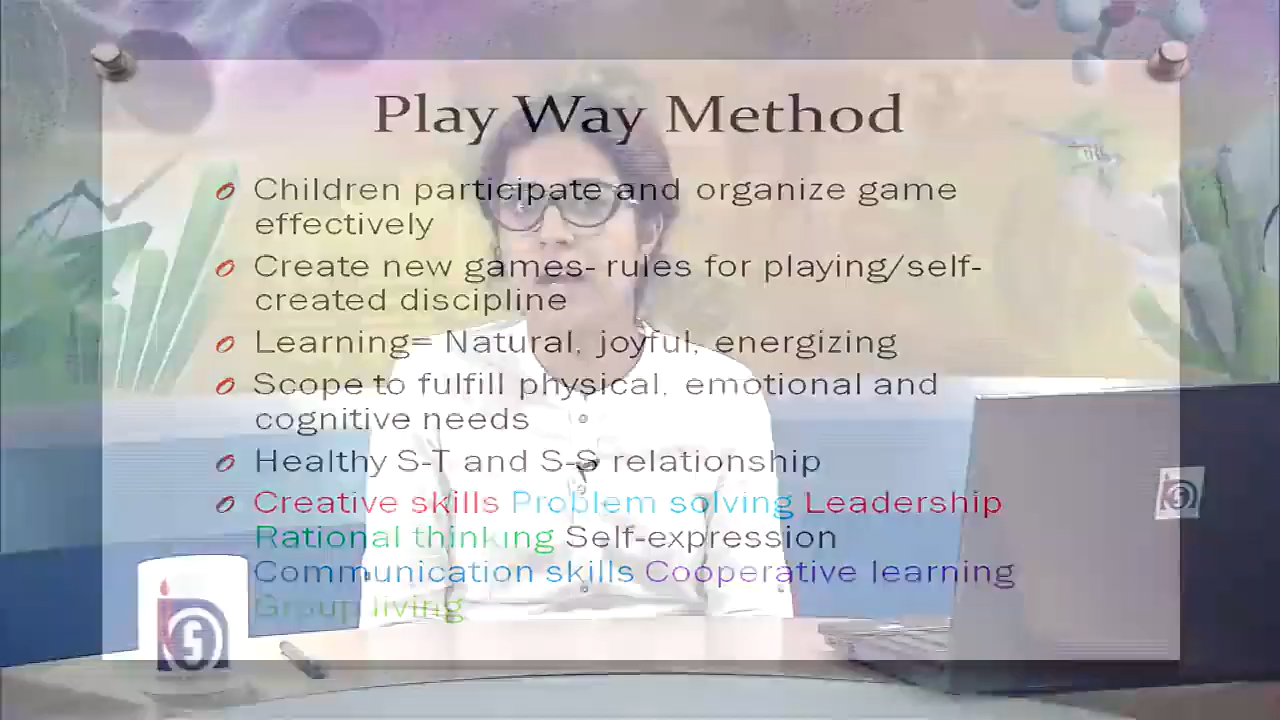 Play Way Method
Children participate and organize game
effectively
Create new games- rules for playing/self-
created discipline
Learning= Natural, joyful, energizing
Scope to fulfill physical, emotional and
cognitive needs
Healthy S-T and S-S relationship
Creative skills Problem solving Leadership
Rational thinking Self-expression
Communication skills Cooperative learning
Group living